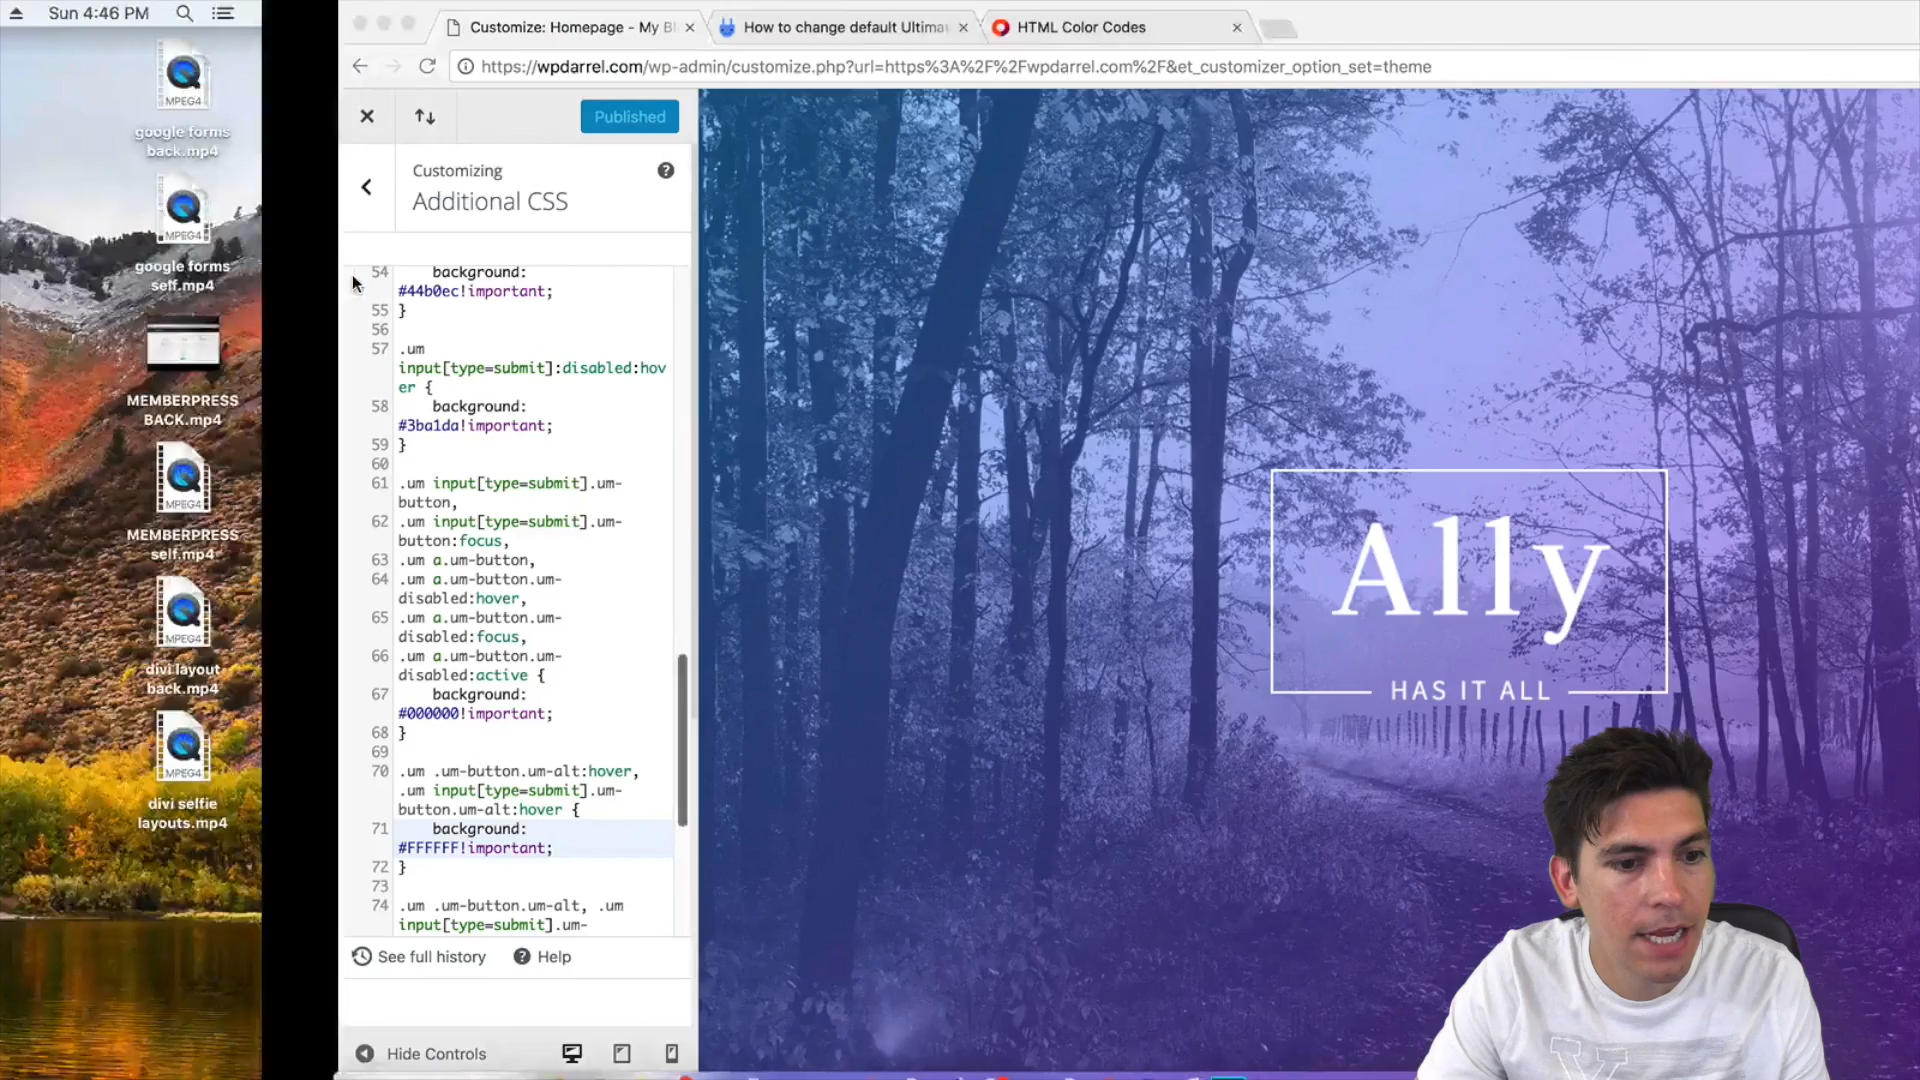 Sun 4:46 PM
Customize: Homepage - My Bl
How to change default Ultima
HTML Color Codes
https://wpdarrel.com/wp-admin/customize.php?url=https%3A%2F%2Fwpdarrel.com%2F&et_customizer_option_set=theme
MPEG4
google forms
back.mp4
MPEG4
google forms
self.mp4
MEMBERPRESS
BACK.mp4
MPEG4
MEMBERPRESS
self.mp4
MPEG4
divi layout
back.mp4
MPEG4
divi selfie
layouts.mp4
Published
Customizing
Additional CSS
54 background:
#44b0ec!important;
55 }
56
57 .um
input[type=submit]:disabled:hov
er {
58 background:
#3ba1da!important;
59 }
60
61 .um input[type=submit].um-
button,
62 .um input[type=submit].um-
button:focus,
63 .um a.um-button,
64 .um a.um-button.um-
disabled:hover,
65 .um a.um-button.um-
disabled:focus,
66 .um a.um-button.um-
disabled:active {
67 background:
#000000!important;
68 }
69
70 .um .um-button.um-alt:hover,
.um input[type=submit].um-
button.um-alt:hover {
71 background:
#FFFFFF!important;
72 }
73
74 .um .um-button.um-alt, .um
input[type=submit].um-
See full history
Help
Hide Controls
Ally
HAS IT ALL